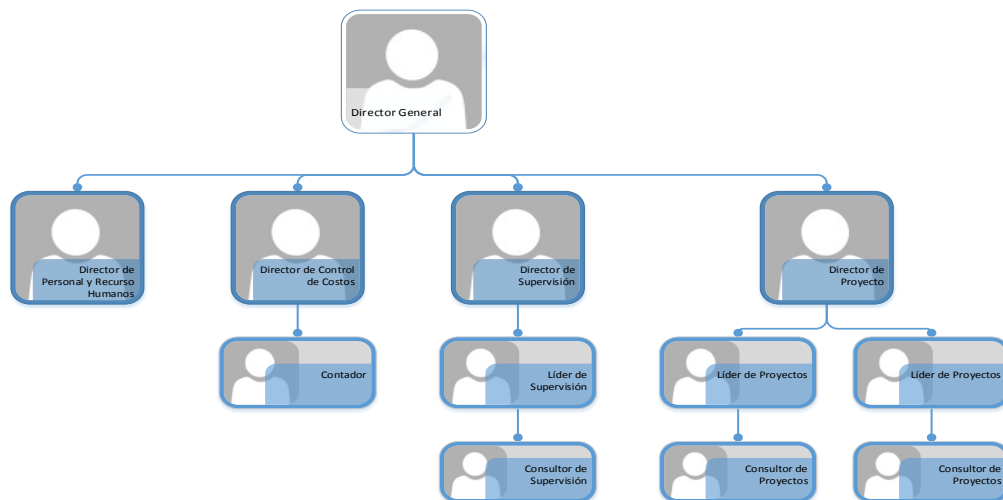 Director General
Director de
Personal y Recurso
Humanos
Director de Control
de Costos
Director de
Supervisión
Director de
Proyecto
Contador
Líder de
Supervisión
Líder de Proyectos
Líder de Proyectos
Consultor de
Supervisión
Consultor de
Proyectos
Consultor de
Proyectos